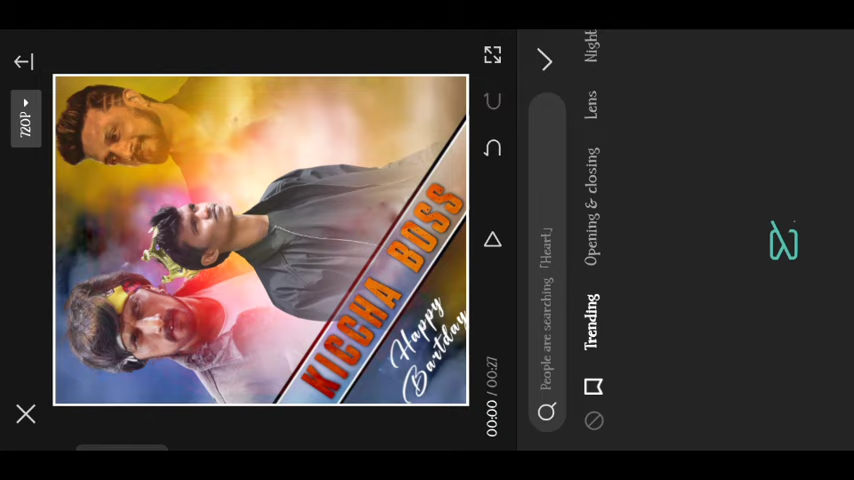 720P
KICCHA BOSS
Happy
Bartday
00:00 / 00:27
People are searching 「Heart」
Trending
Opening & closing
Lens
Night